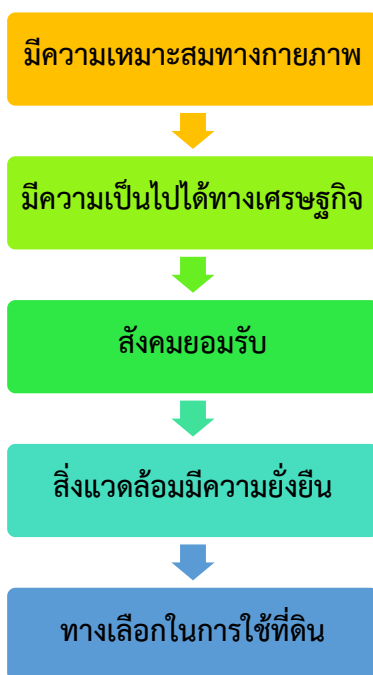 มีความเหมาะสมทางกายภาพ
มีความเป็นไปได้ทางเศรษฐกิจ
สังคมยอมรับ
สิ่งแวดล้อมมีความยั่งยืน
ทางเลือกในการใช้ที่ดิน